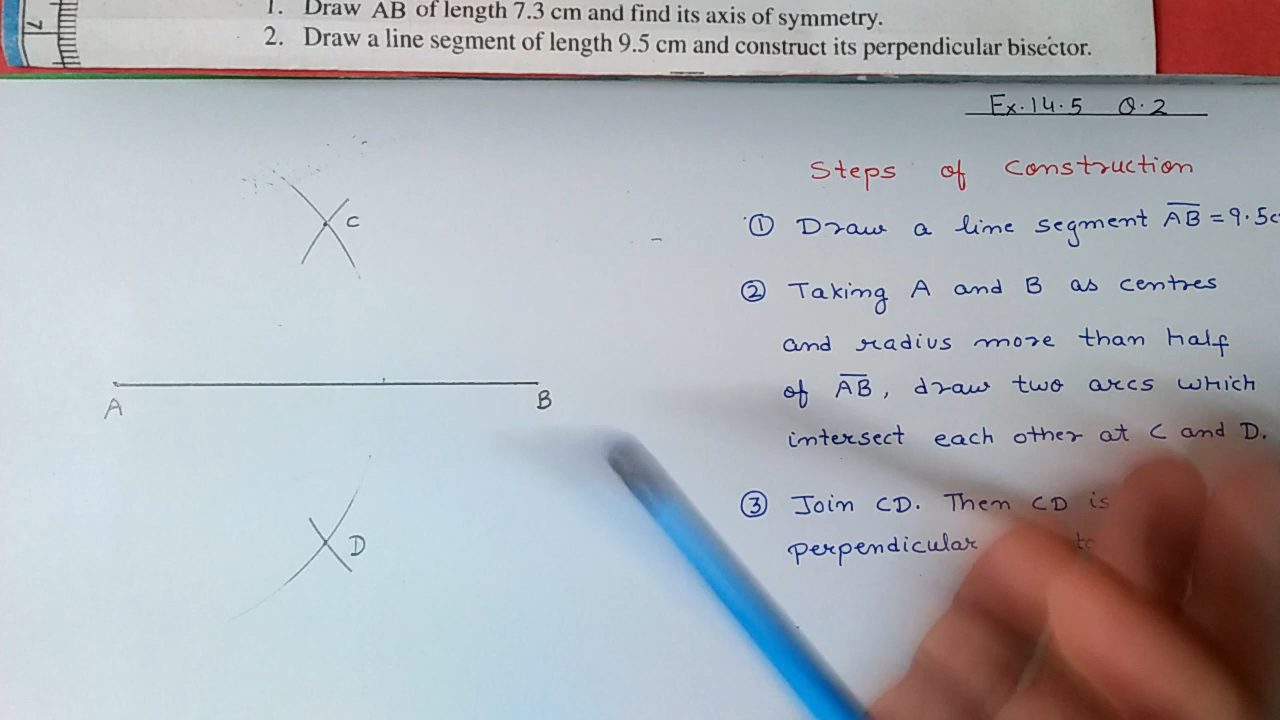 1. Draw AB of length 7.3 cm and find its axis of symmetry.
2. Draw a line segment of length 9.5 cm and construct its perpendicular bisector.
7
Ex.14.5 Q.2
Steps of Construction
① Draw a line segment A̅B̅ = 9.5c
② Taking A and B as centres
and radius more than half
of A̅B̅, draw two arcs which
intersect each other at C and D.
③ Join CD. Then CD is
perpendicular to
C
A
B
D